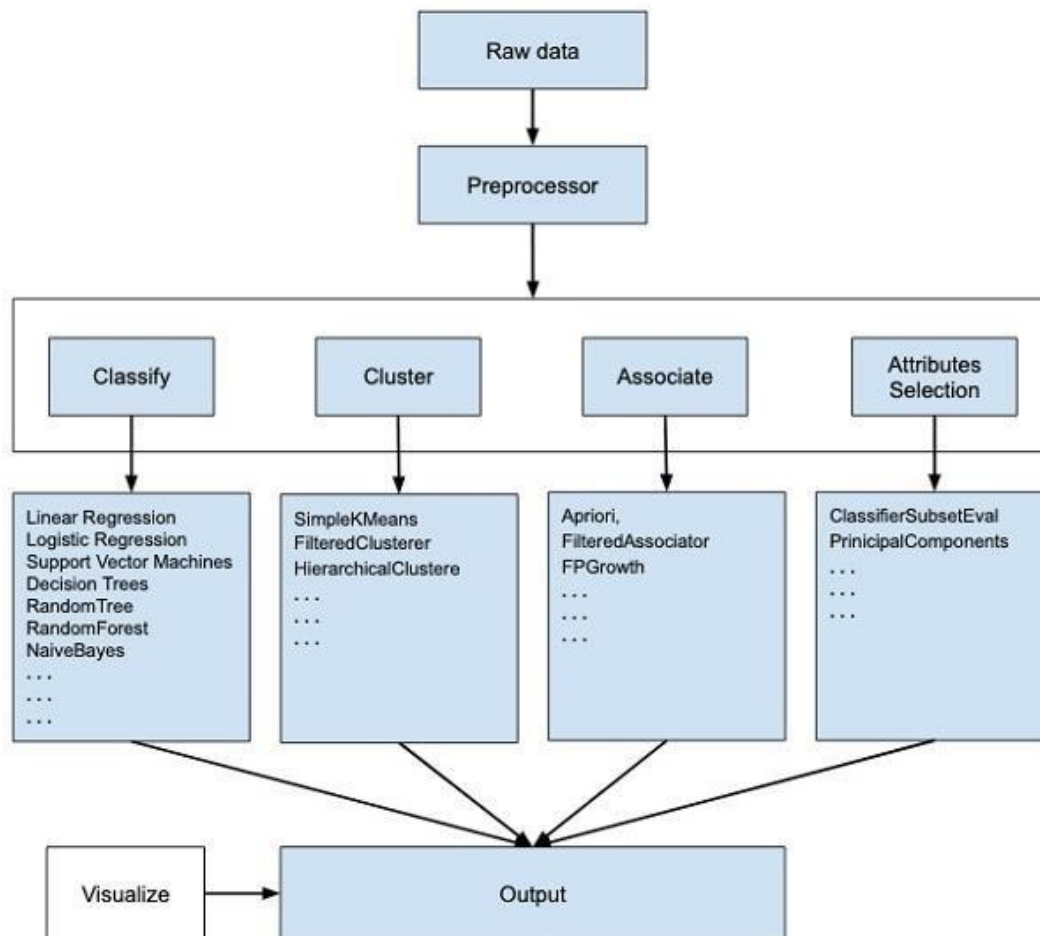 Raw data
Preprocessor
Classify
Cluster
Associate
Attributes
Selection
Linear Regression
Logistic Regression
Support Vector Machines
Decision Trees
RandomTree
RandomForest
NaiveBayes
. . .
. . .
. . .
SimpleKMeans
FilteredClusterer
HierarchicalClustere
. . .
. . .
. . .
Apriori,
FilteredAssociator
FPGrowth
. . .
. . .
. . .
ClassifierSubsetEval
PrinicipalComponents
. . .
. . .
. . .
Visualize
Output